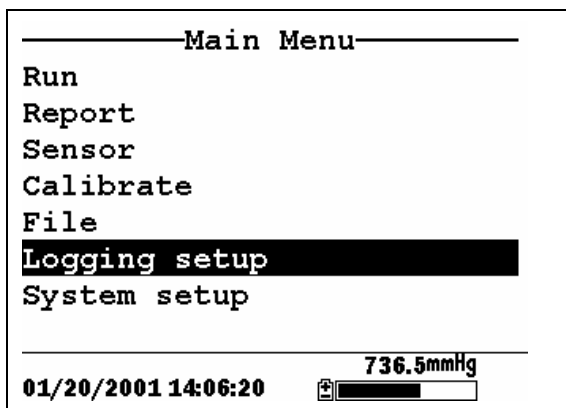 Main Menu
Run
Report
Sensor
Calibrate
File
Logging setup
System setup
736.5mmHg
01/20/2001 14:06:20